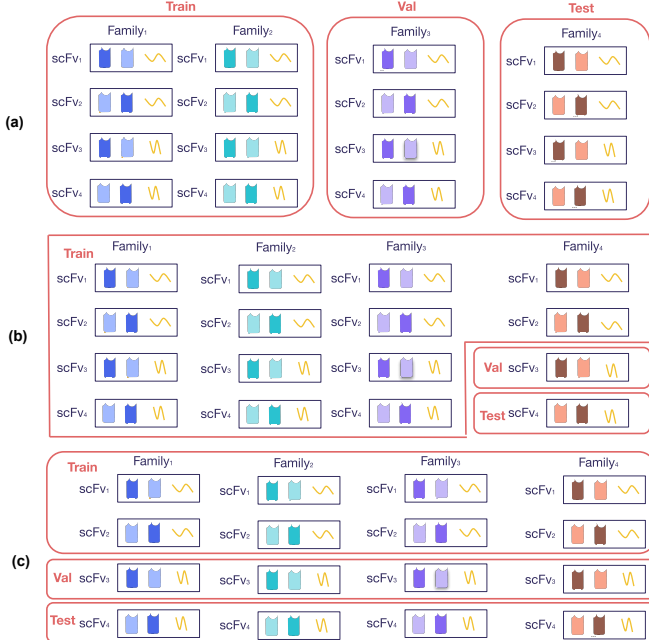 Train Val Test
Family₁ Family₂ Family₃ Family₄
scFv₁ scFv₁ scFv₁ scFv₁
scFv₂ scFv₂ scFv₂ scFv₂
(a)
scFv₃ scFv₃ scFv₃ scFv₃
scFv₄ scFv₄ scFv₄ scFv₄
Train Family₁ Family₂ Family₃ Family₄
scFv₁ scFv₁ scFv₁ scFv₁
scFv₂ scFv₂ scFv₂ scFv₂
(b)
scFv₃ scFv₃ scFv₃ Val scFv₃
scFv₄ scFv₄ scFv₄ Test scFv₄
Train Family₁ Family₂ Family₃ Family₄
scFv₁ scFv₁ scFv₁ scFv₁
scFv₂ scFv₂ scFv₂ scFv₂
(c)
Val scFv₃ scFv₃ scFv₃ scFv₃
Test scFv₄ scFv₄ scFv₄ scFv₄